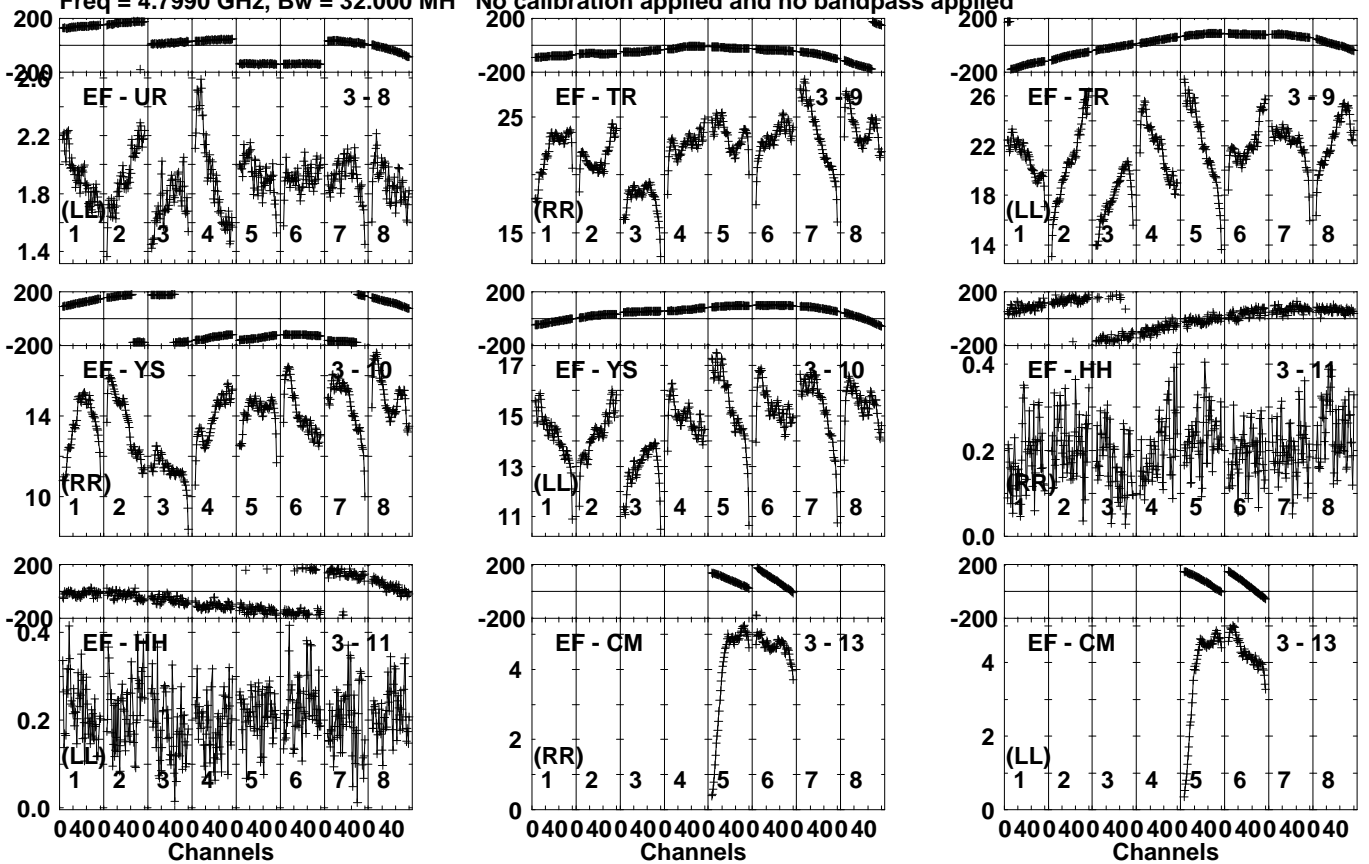 Freq = 4.7990 GHz, Bw = 32.000 MH No calibration applied and no bandpass applied
-200
2.6
2.2
1.8
1.4
EF - UR 3 - 8
(LL)
1 2 3 4 5 6 7 8
200
-200
25
15
EF - TR 3 - 9
(RR)
1 2 3 4 5 6 7 8
200
-200
26
22
18
14
EF - TR 3 - 9
(LL)
1 2 3 4 5 6 7 8
200
-200
14
10
EF - YS 3 - 10
(RR)
1 2 3 4 5 6 7 8
200
-200
17
15
13
11
EF - YS 3 - 10
(LL)
1 2 3 4 5 6 7 8
200
-200
0.4
0.2
0.0
EF - HH 3 - 11
(RR)
1 2 3 4 5 6 7 8
200
-200
0.4
0.2
0.0
EF - HH 3 - 11
(LL)
1 2 3 4 5 6 7 8
0 40 0 40 0 40 0 40 0 40 0 40 0 40 0 40
Channels
200
-200
4
2
0
EF - CM 3 - 13
(RR)
1 2 3 4 5 6 7 8
0 40 0 40 0 40 0 40 0 40 0 40 0 40 0 40
Channels
200
-200
4
2
0
EF - CM 3 - 13
(LL)
1 2 3 4 5 6 7 8
0 40 0 40 0 40 0 40 0 40 0 40 0 40 0 40
Channels